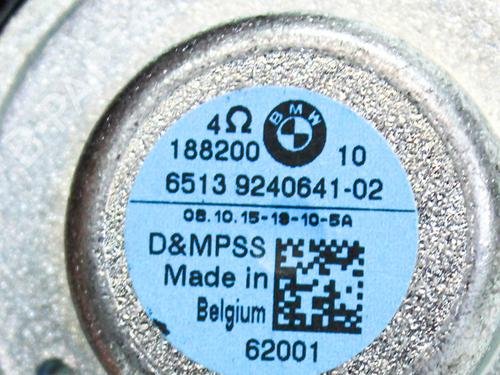 4Ω BMW
188200 10
6513 9240641-02
08.10.15-19-10-5A
D&MPSS
Made in
Belgium
62001